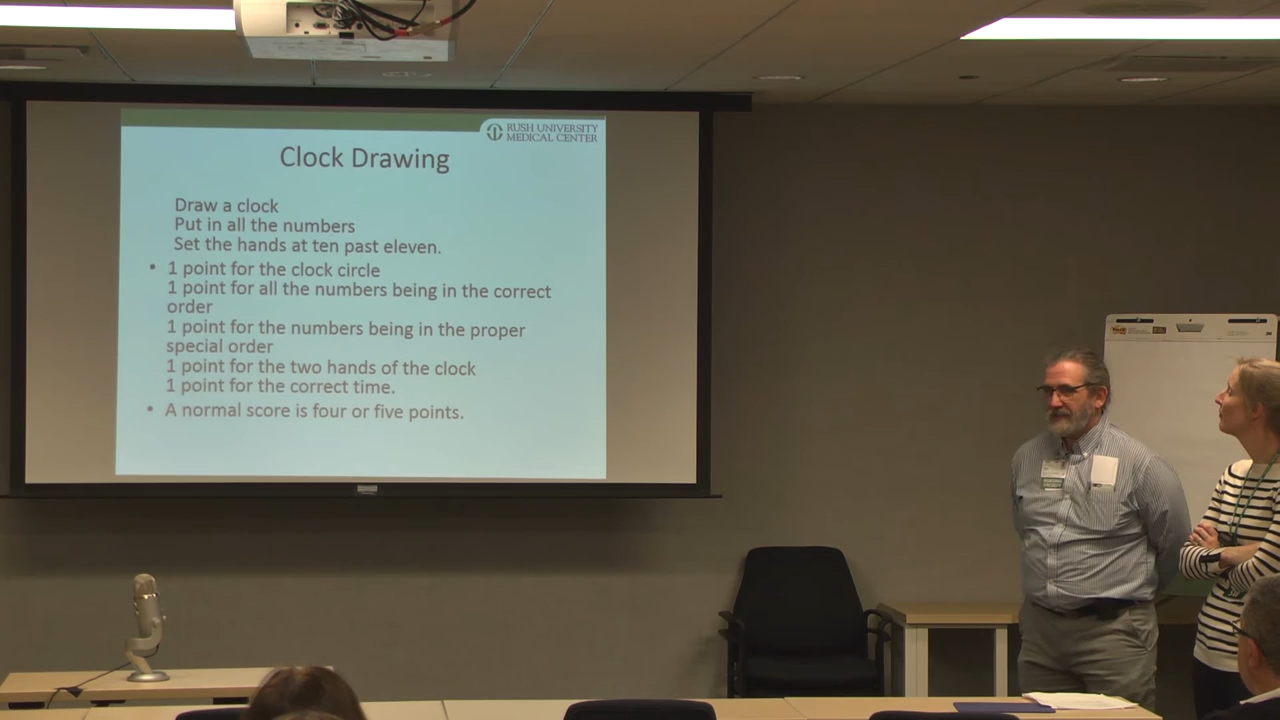 RUSH UNIVERSITY
MEDICAL CENTER
Clock Drawing
Draw a clock
Put in all the numbers
Set the hands at ten past eleven.
• 1 point for the clock circle
1 point for all the numbers being in the correct
order
1 point for the numbers being in the proper
special order
1 point for the two hands of the clock
1 point for the correct time.
• A normal score is four or five points.
Post-it